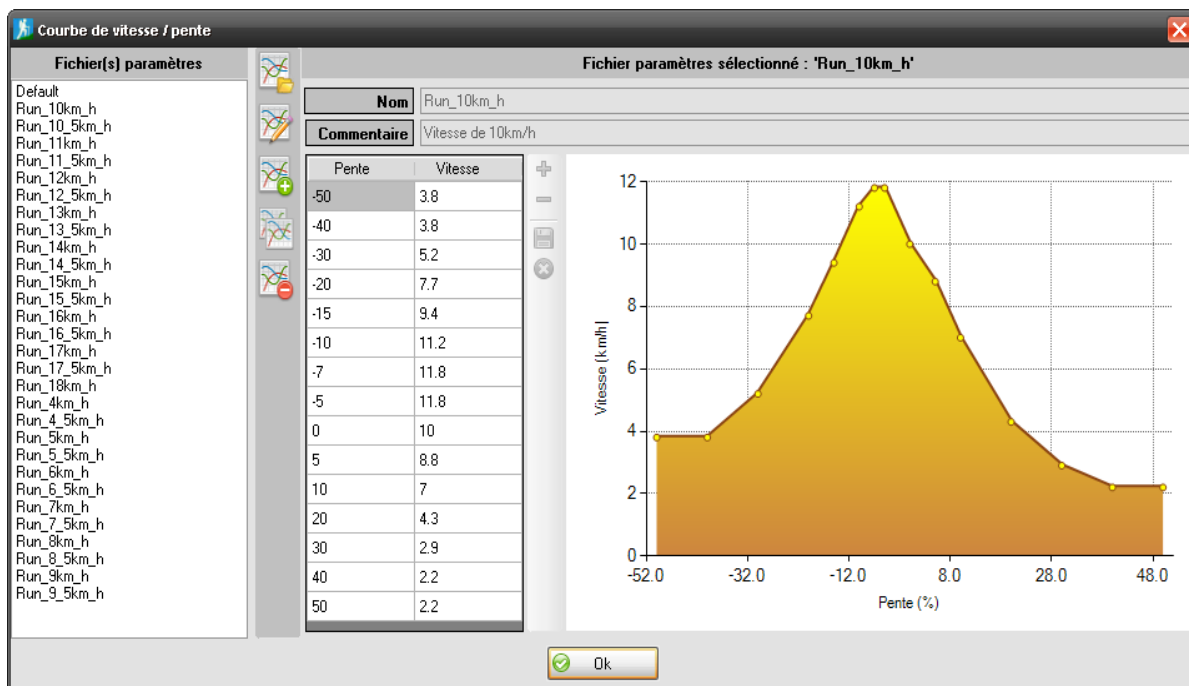 Courbe de vitesse / pente
Fichier(s) paramètres
Fichier paramètres sélectionné : 'Run_10km_h'
Default
Run_10km_h
Run_10_5km_h
Run_11km_h
Run_11_5km_h
Run_12km_h
Run_12_5km_h
Run_13km_h
Run_13_5km_h
Run_14km_h
Run_14_5km_h
Run_15km_h
Run_15_5km_h
Run_16km_h
Run_16_5km_h
Run_17km_h
Run_17_5km_h
Run_18km_h
Run_4km_h
Run_4_5km_h
Run_5km_h
Run_5_5km_h
Run_6km_h
Run_6_5km_h
Run_7km_h
Run_7_5km_h
Run_8km_h
Run_8_5km_h
Run_9km_h
Run_9_5km_h
Nom Run_10km_h
Commentaire Vitesse de 10km/h
Pente Vitesse
-50 3.8
-40 3.8
-30 5.2
-20 7.7
-15 9.4
-10 11.2
-7 11.8
-5 11.8
0 10
5 8.8
10 7
20 4.3
30 2.9
40 2.2
50 2.2
Vitesse (km/h)
12
10
8
6
4
2
0
-52.0 -32.0 -12.0 8.0 28.0 48.0
Pente (%)
Ok